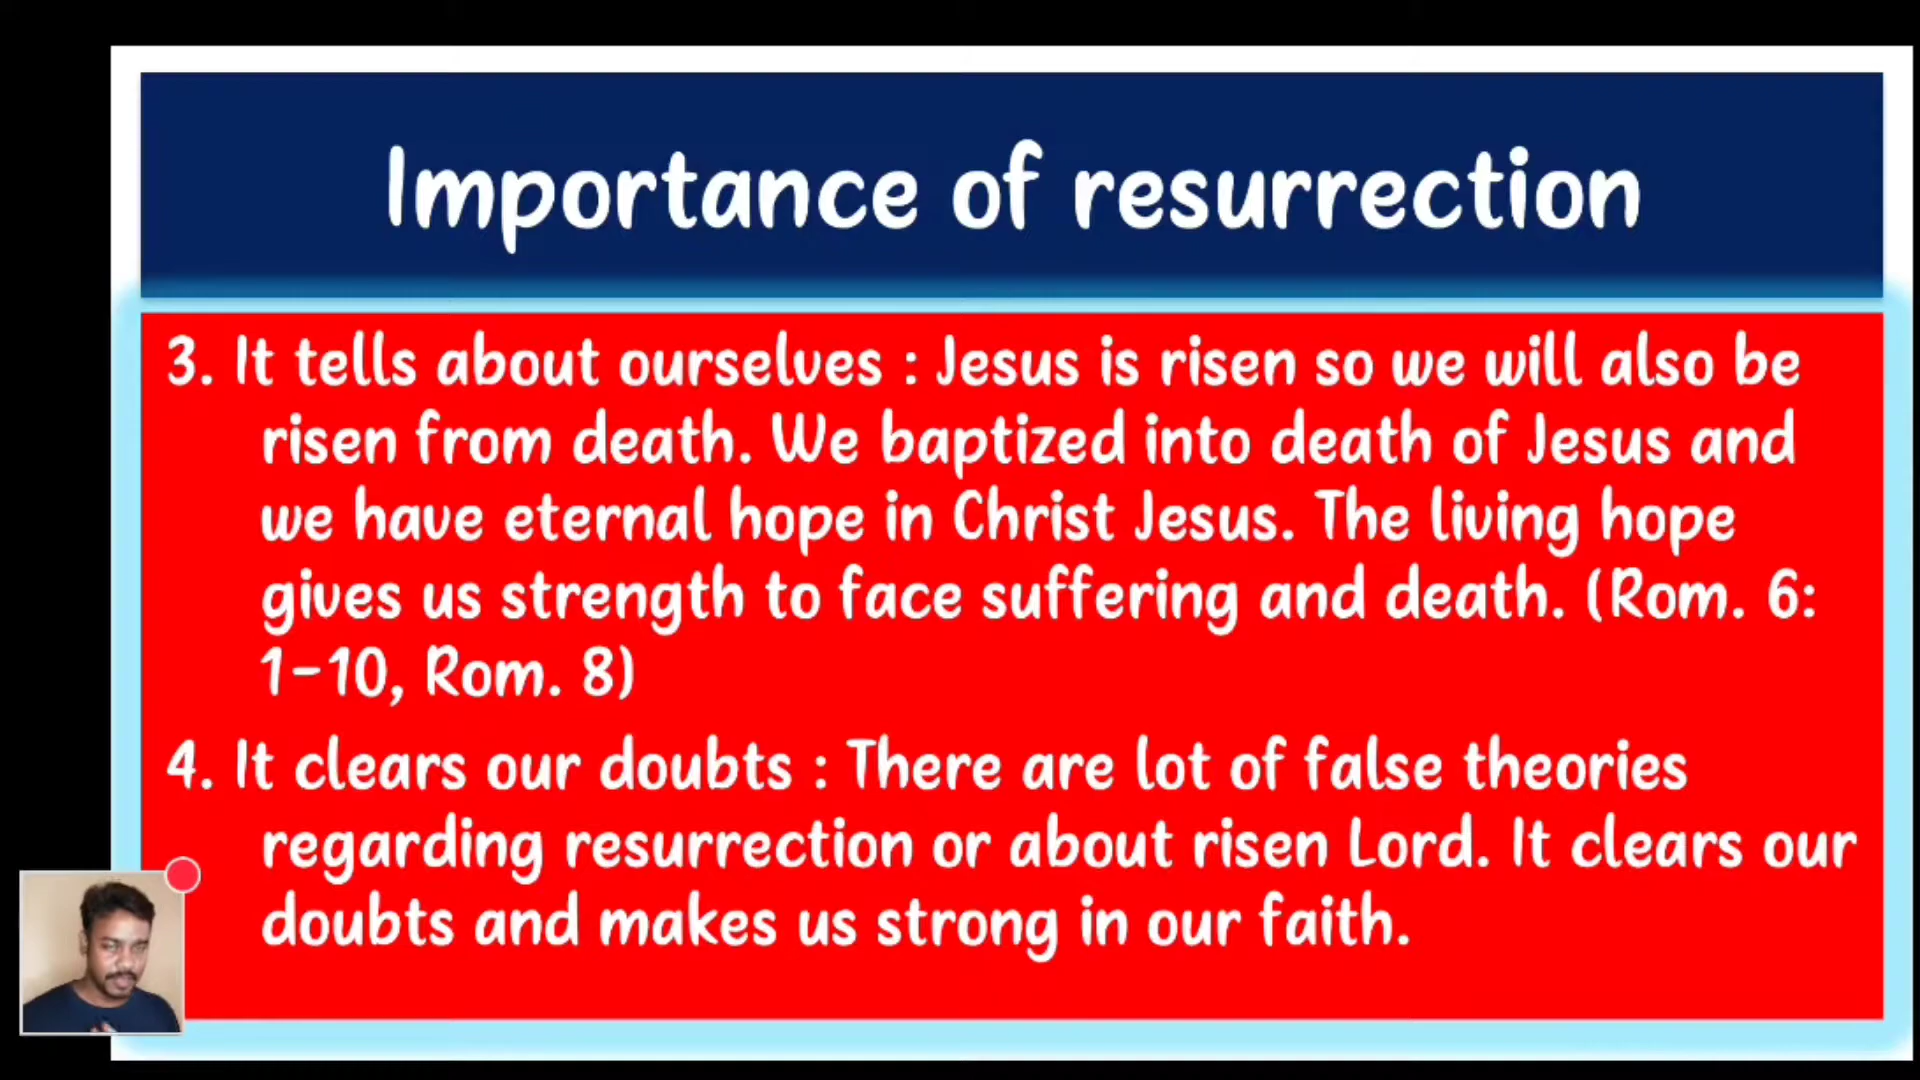 Importance of resurrection
3. It tells about ourselves : Jesus is risen so we will also be
risen from death. We baptized into death of Jesus and
we have eternal hope in Christ Jesus. The living hope
gives us strength to face suffering and death. (Rom. 6:
1-10, Rom. 8)
4. It clears our doubts : There are lot of false theories
regarding resurrection or about risen Lord. It clears our
doubts and makes us strong in our faith.